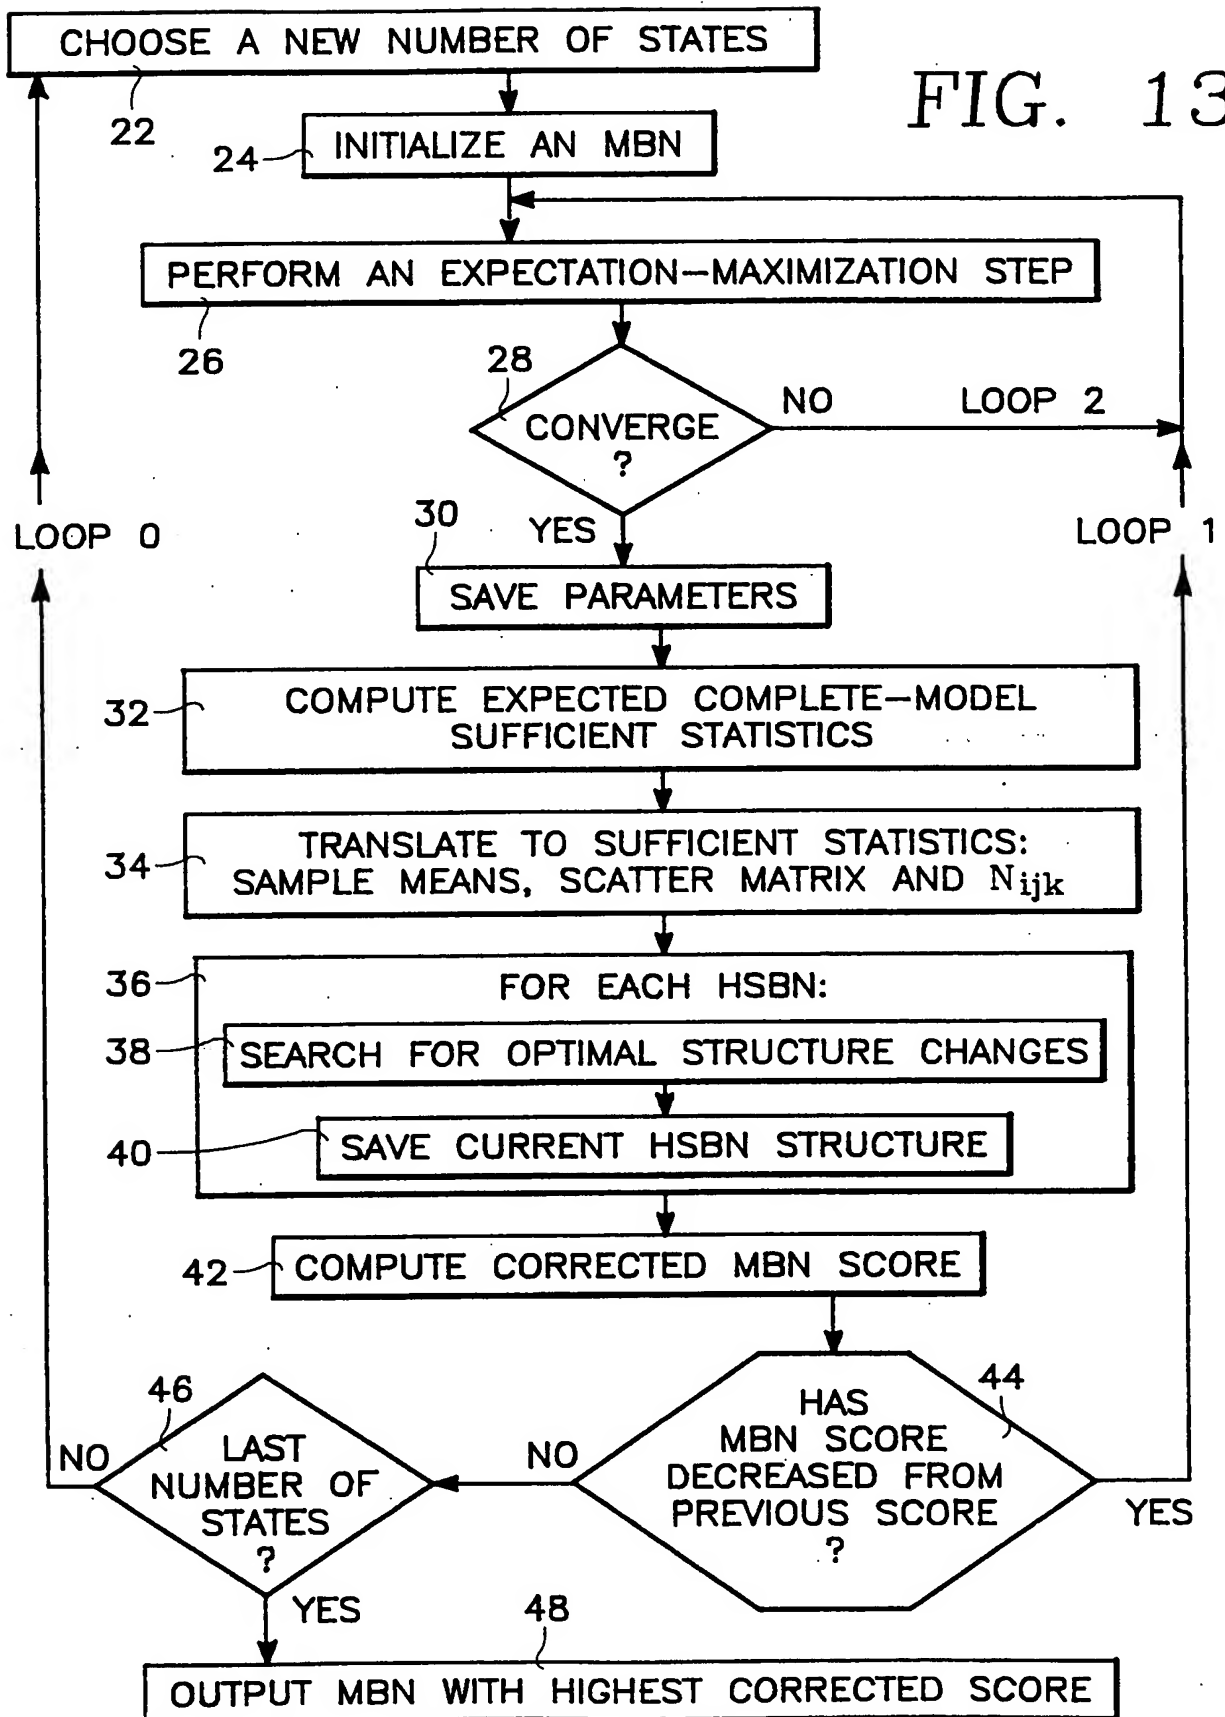 CHOOSE A NEW NUMBER OF STATES
22
FIG. 13
24
INITIALIZE AN MBN
PERFORM AN EXPECTATION-MAXIMIZATION STEP
26
28
CONVERGE
?
NO
LOOP 2
YES
LOOP 0
LOOP 1
30
SAVE PARAMETERS
32
COMPUTE EXPECTED COMPLETE-MODEL
SUFFICIENT STATISTICS
34
TRANSLATE TO SUFFICIENT STATISTICS:
SAMPLE MEANS, SCATTER MATRIX AND Nijk
36
FOR EACH HSBN:
38
SEARCH FOR OPTIMAL STRUCTURE CHANGES
40
SAVE CURRENT HSBN STRUCTURE
42
COMPUTE CORRECTED MBN SCORE
44
HAS
MBN SCORE
DECREASED FROM
PREVIOUS SCORE
?
YES
NO
46
LAST
NUMBER OF
STATES
?
NO
YES
48
OUTPUT MBN WITH HIGHEST CORRECTED SCORE